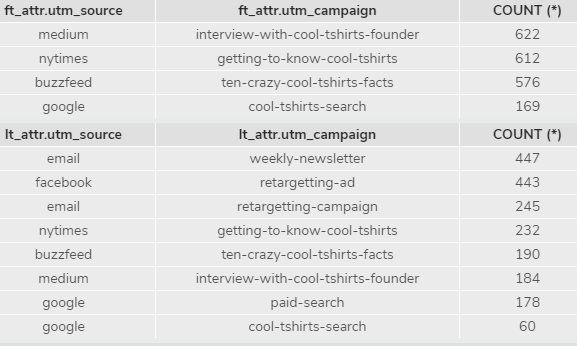 ft_attr.utm_source ft_attr.utm_campaign COUNT (*)
medium interview-with-cool-tshirts-founder 622
nytimes getting-to-know-cool-tshirts 612
buzzfeed ten-crazy-cool-tshirts-facts 576
google cool-tshirts-search 169
lt_attr.utm_source lt_attr.utm_campaign COUNT (*)
email weekly-newsletter 447
facebook retargetting-ad 443
email retargetting-campaign 245
nytimes getting-to-know-cool-tshirts 232
buzzfeed ten-crazy-cool-tshirts-facts 190
medium interview-with-cool-tshirts-founder 184
google paid-search 178
google cool-tshirts-search 60